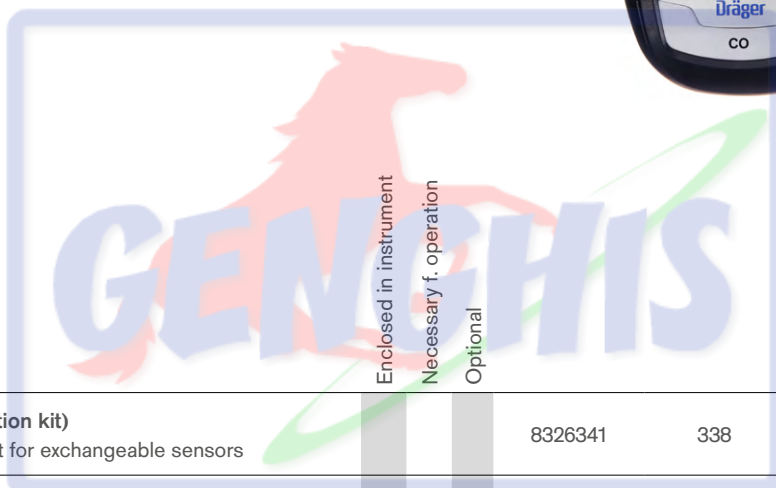 Dräger
CO
GENGHIS
Enclosed in instrument
Necessary f. operation
Optional
tion kit)
t for exchangeable sensors
8326341
338